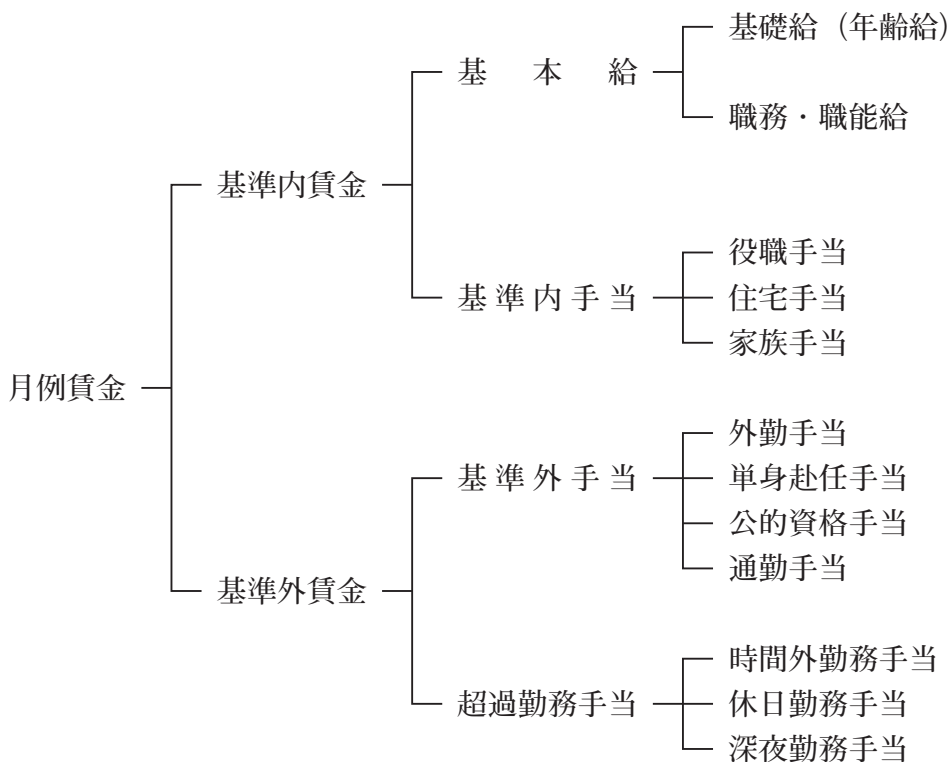 月例賃金
基準内賃金
基本給
基礎給（年齢給）
職務・職能給
基準内手当
役職手当
住宅手当
家族手当
基準外賃金
基準外手当
外勤手当
単身赴任手当
公的資格手当
通勤手当
超過勤務手当
時間外勤務手当
休日勤務手当
深夜勤務手当